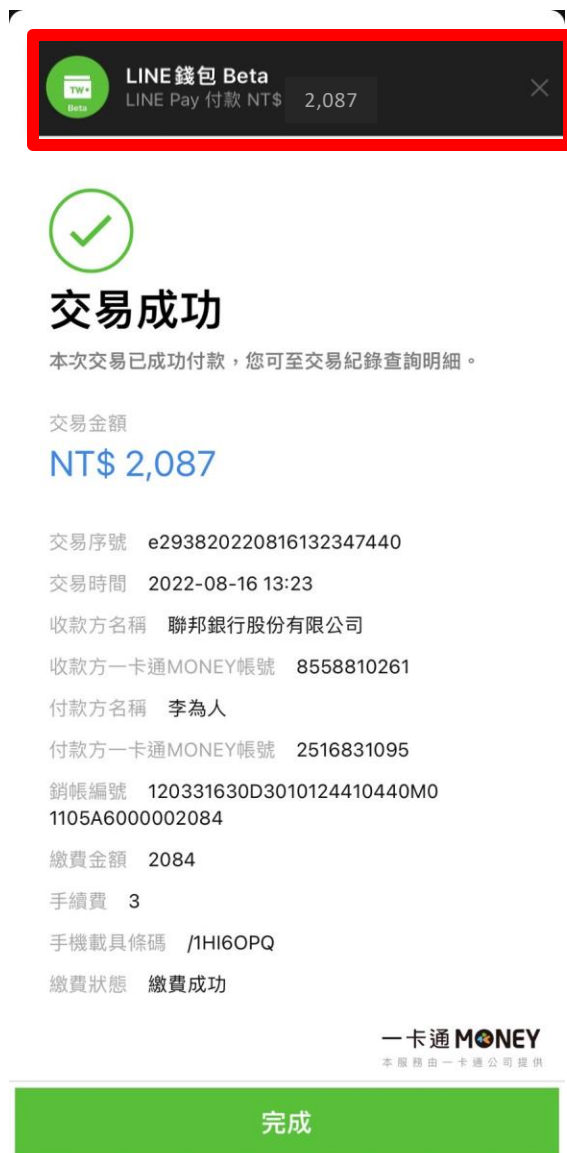 LINE錢包 Beta
LINE Pay 付款 NT$ 2,087
TW
Beta
交易成功
本次交易已成功付款，您可至交易紀錄查詢明細。
交易金額
NT$ 2,087
交易序號 e293820220816132347440
交易時間 2022-08-16 13:23
收款方名稱 聯邦銀行股份有限公司
收款方一卡通MONEY帳號 8558810261
付款方名稱 李為人
付款方一卡通MONEY帳號 2516831095
銷帳編號 120331630D3010124410440M0
1105A6000002084
繳費金額 2084
手續費 3
手機載具條碼 /1HI6OPQ
繳費狀態 繳費成功
一卡通 MONEY
本服務由一卡通公司提供
完成